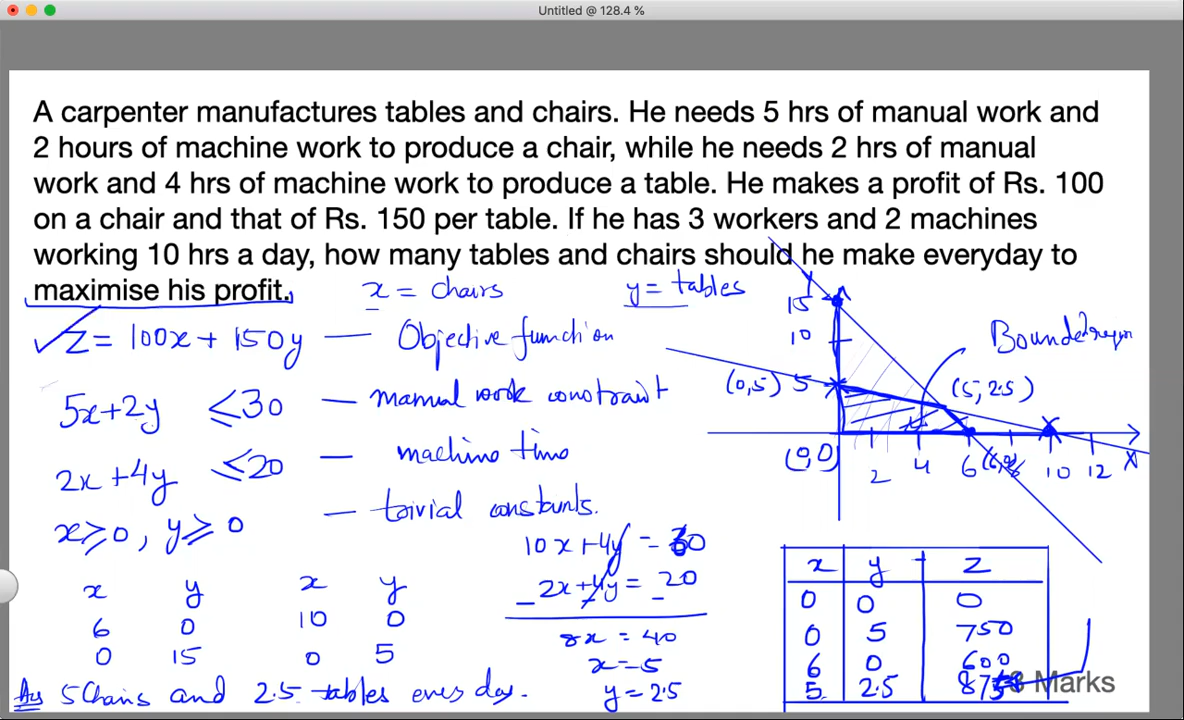 Untitled @ 128.4 %
A carpenter manufactures tables and chairs. He needs 5 hrs of manual work and
2 hours of machine work to produce a chair, while he needs 2 hrs of manual
work and 4 hrs of machine work to produce a table. He makes a profit of Rs. 100
on a chair and that of Rs. 150 per table. If he has 3 workers and 2 machines
working 10 hrs a day, how many tables and chairs should he make everyday to
maximise his profit.
x = chairs
y = tables
Z = 100x + 150y — Objective function
5x+2y ≤30 — manual work constraint
2x +4y ≤20 — machine time
x≥0, y≥0 — trivial constants.
x y
6 0
0 15
x y
10 0
0 5
10x+4y = 60
2x+4y = 20
8x = 40
x=5
y = 2.5
Y
15
10
(0,5) 5
(0,0)
2 4 6 10 12 X
(5, 2.5)
Bounded
x y Z
0 0 0
0 5 750
6 0 600
5 2.5 875
Marks
Ans 5 Chairs and 2.5 tables every day.